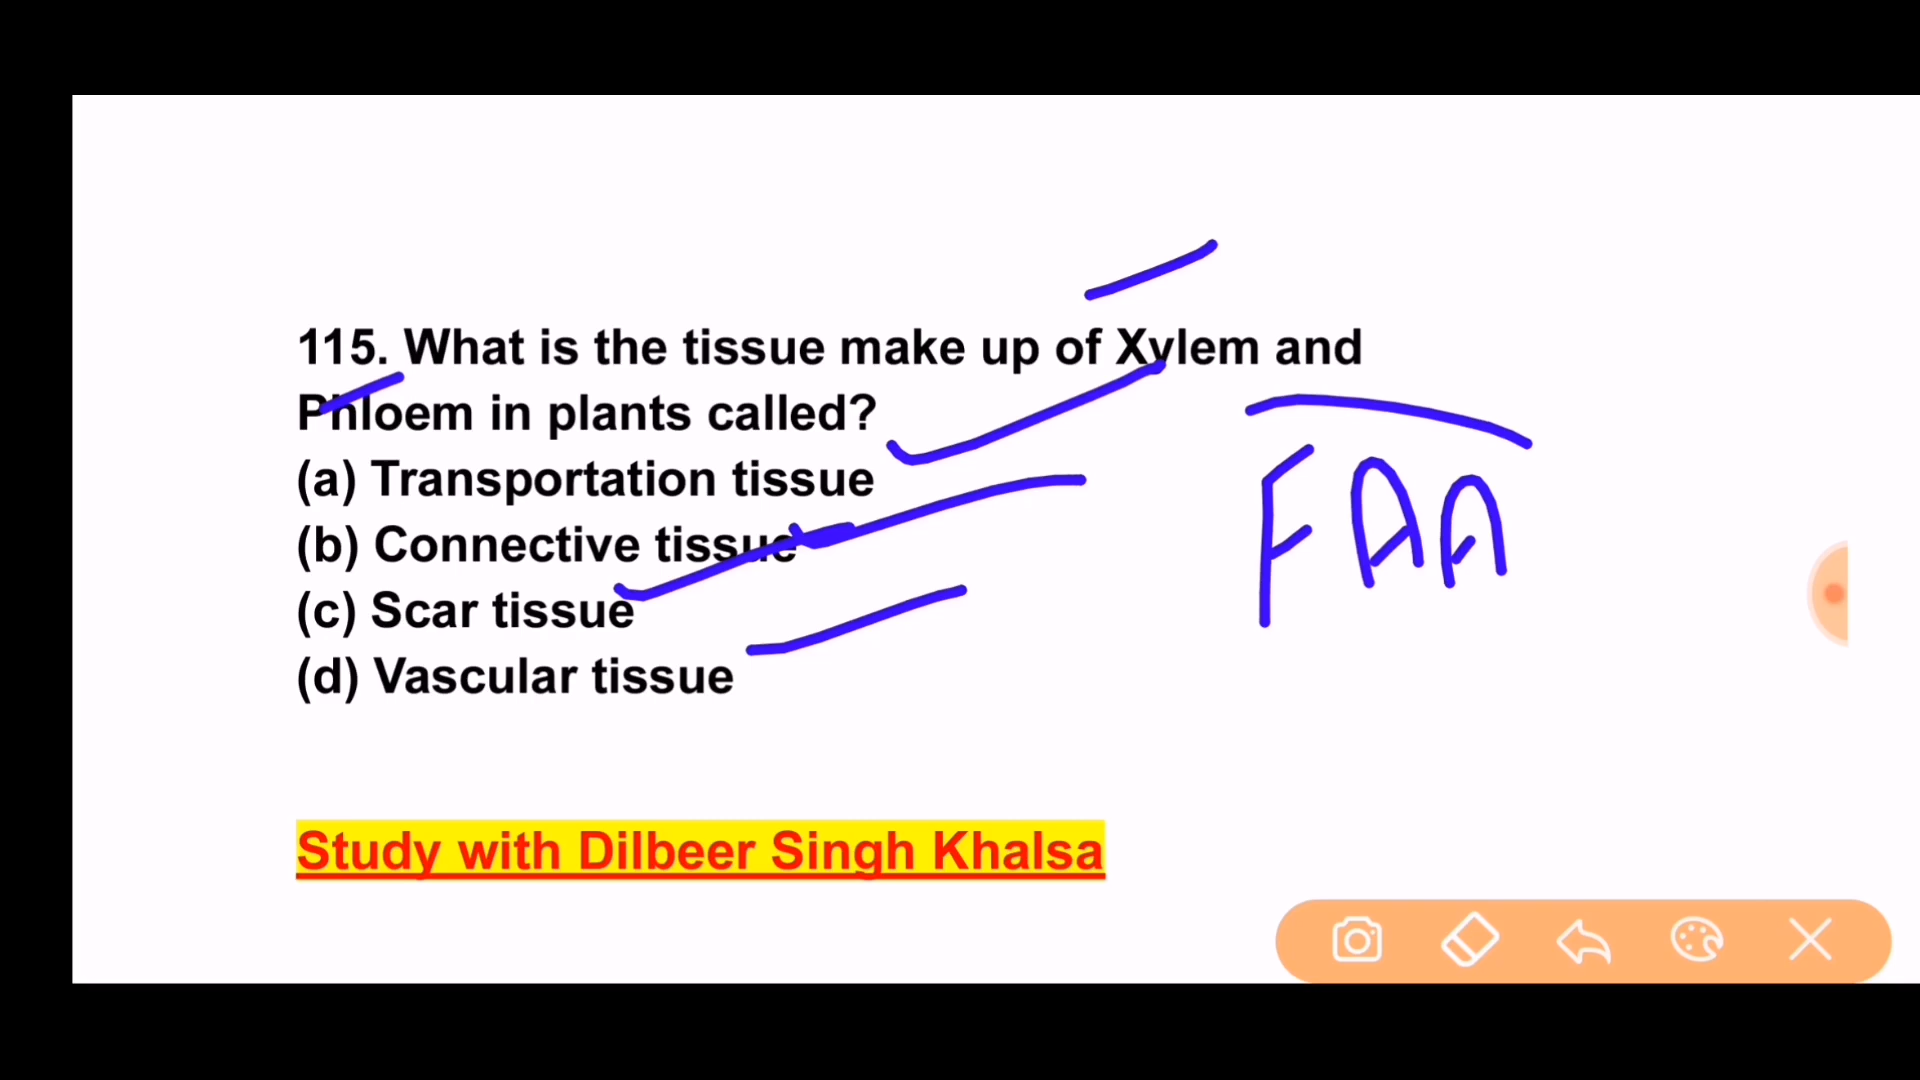 115. What is the tissue make up of Xylem and
Phloem in plants called?
(a) Transportation tissue
(b) Connective tissue
(c) Scar tissue
(d) Vascular tissue
FAA
Study with Dilbeer Singh Khalsa